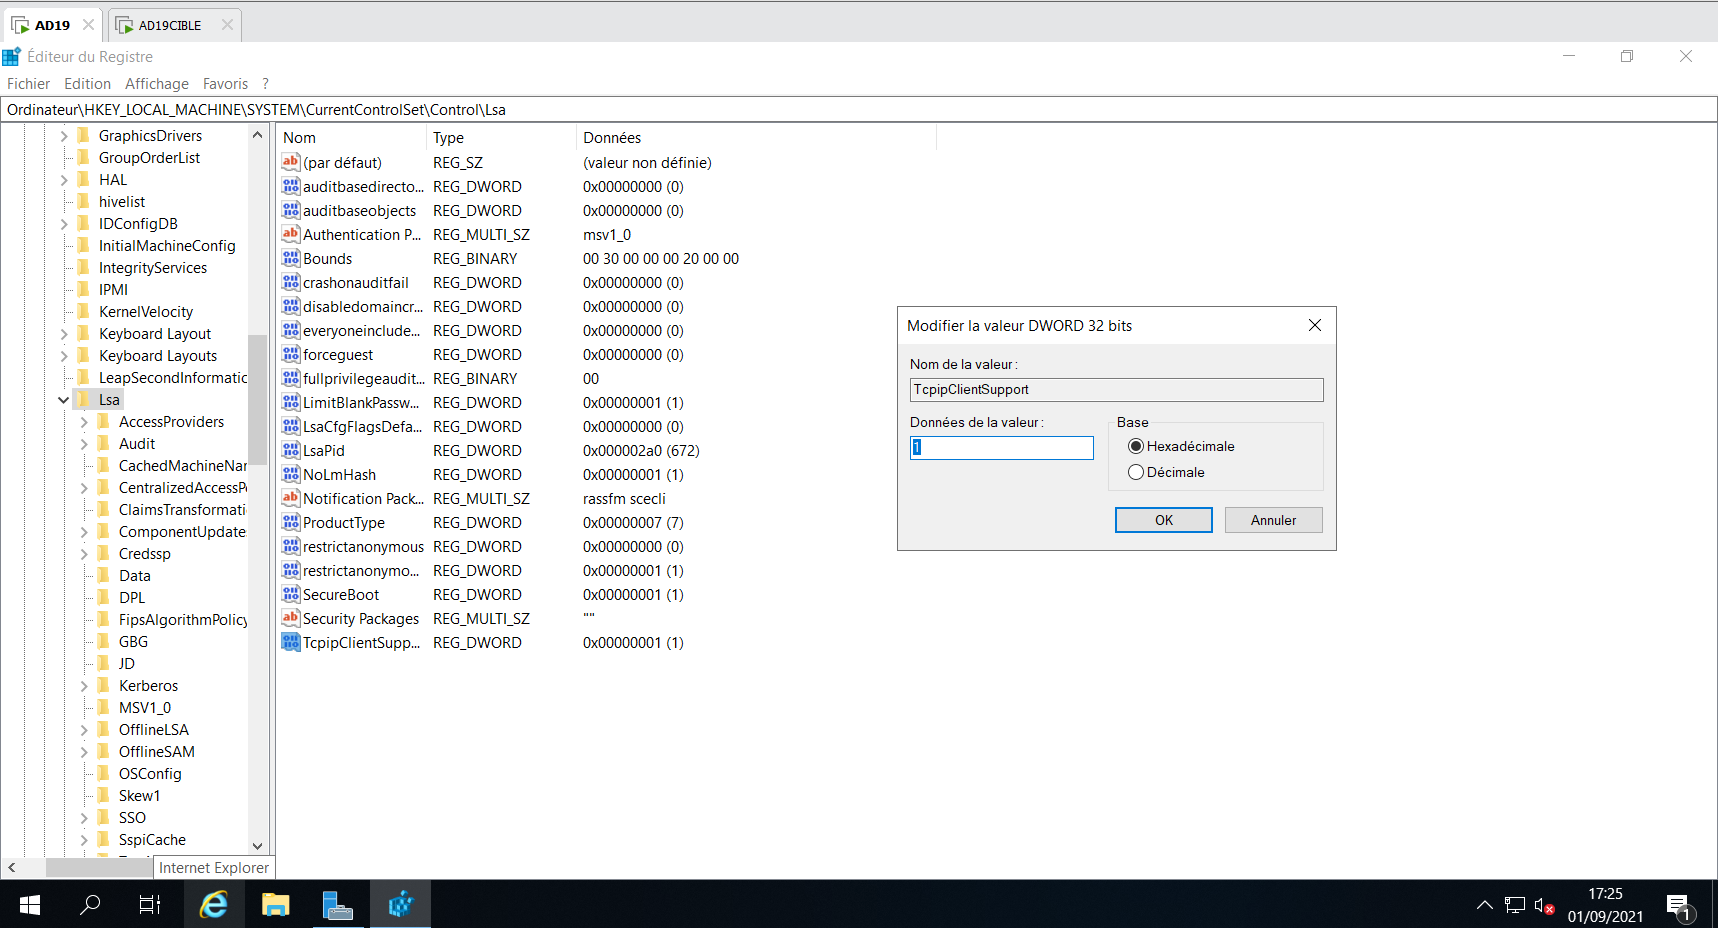 AD19
AD19CIBLE
Éditeur du Registre
Fichier Edition Affichage Favoris ?
Ordinateur\HKEY_LOCAL_MACHINE\SYSTEM\CurrentControlSet\Control\Lsa
GraphicsDrivers
GroupOrderList
HAL
hivelist
IDConfigDB
InitialMachineConfig
IntegrityServices
IPMI
KernelVelocity
Keyboard Layout
Keyboard Layouts
LeapSecondInformatic
Lsa
AccessProviders
Audit
CachedMachineNar
CentralizedAccessP
ClaimsTransformati
ComponentUpdate
Credssp
Data
DPL
FipsAlgorithmPolicy
GBG
JD
Kerberos
MSV1_0
OfflineLSA
OfflineSAM
OSConfig
Skew1
SSO
SspiCache
Internet Explorer
Nom Type Données
(par défaut) REG_SZ (valeur non définie)
auditbasedirecto... REG_DWORD 0x00000000 (0)
auditbaseobjects REG_DWORD 0x00000000 (0)
Authentication P... REG_MULTI_SZ msv1_0
Bounds REG_BINARY 00 30 00 00 00 20 00 00
crashonauditfail REG_DWORD 0x00000000 (0)
disabledomaincr... REG_DWORD 0x00000000 (0)
everyoneinclude... REG_DWORD 0x00000000 (0)
forceguest REG_DWORD 0x00000000 (0)
fullprivilegeaudit... REG_BINARY 00
LimitBlankPassw... REG_DWORD 0x00000001 (1)
LsaCfgFlagsDefa... REG_DWORD 0x00000000 (0)
LsaPid REG_DWORD 0x000002a0 (672)
NoLmHash REG_DWORD 0x00000001 (1)
Notification Pack... REG_MULTI_SZ rassfm scecli
ProductType REG_DWORD 0x00000007 (7)
restrictanonymous REG_DWORD 0x00000000 (0)
restrictanonymo... REG_DWORD 0x00000001 (1)
SecureBoot REG_DWORD 0x00000001 (1)
Security Packages REG_MULTI_SZ ""
TcpipClientSupp... REG_DWORD 0x00000001 (1)
Modifier la valeur DWORD 32 bits
Nom de la valeur :
TcpipClientSupport
Données de la valeur :
1
Base
Hexadécimale
Décimale
OK
Annuler
17:25
01/09/2021
1